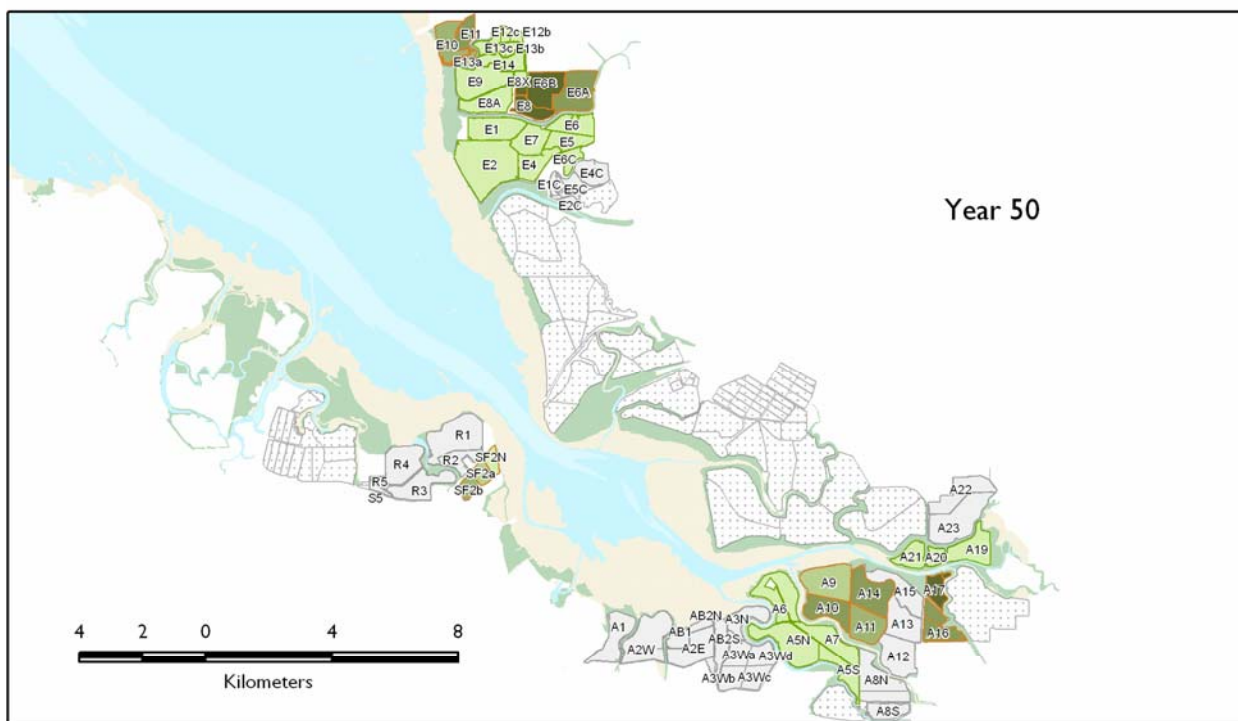 E11
E12c
E12b
E10
E13c
E13b
E13a
E14
E9
E8X
E6B
E6A
E8A
E8
E1
E6
E7
E5
E2
E4
E6C
E4C
E1C
E5C
E2C
Year 50
R1
R2
SF2N
R4
SF2a
R5
R3
SF2b
S5
A22
A23
A21
A20
A19
A9
A14
A15
A17
A6
A10
A11
A13
A16
A1
AB2N
A3N
AB1
AB2S
A5N
A7
A2W
A2E
A3Wa
A3Wd
A12
A5S
A8N
A3Wb
A3Wc
A8S
4 2 0 4 8
Kilometers